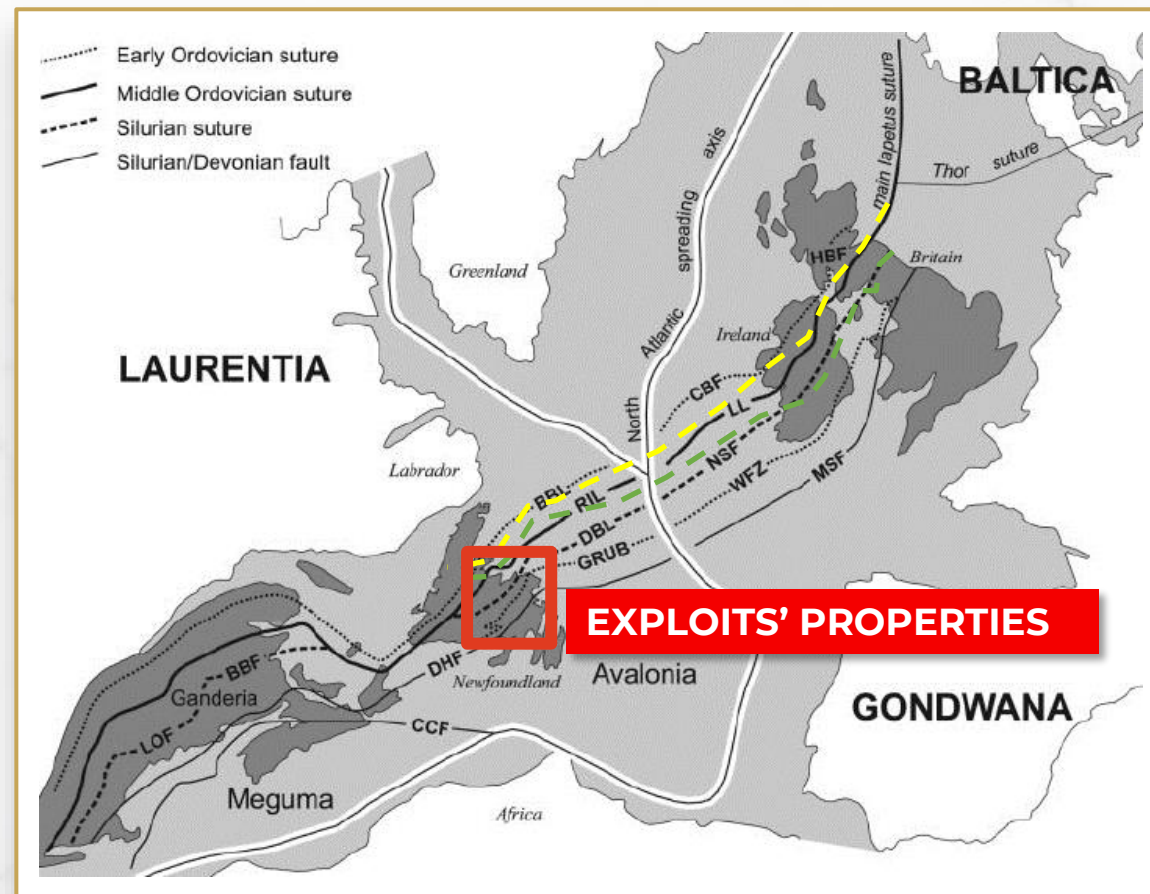 Early Ordovician suture
Middle Ordovician suture
Silurian suture
Silurian/Devonian fault
BALTICA
main Iapetus suture
Thor suture
axis
spreading
Atlantic
North
Greenland
HBF
Britain
Ireland
LAURENTIA
CBF
LL
NSF
WFZ
MSF
Labrador
BBL
RIL
DBL
GRUB
EXPLOITS’ PROPERTIES
DHF
Newfoundland
Avalonia
GONDWANA
BBF
Ganderia
LOF
CCF
Meguma
Africa